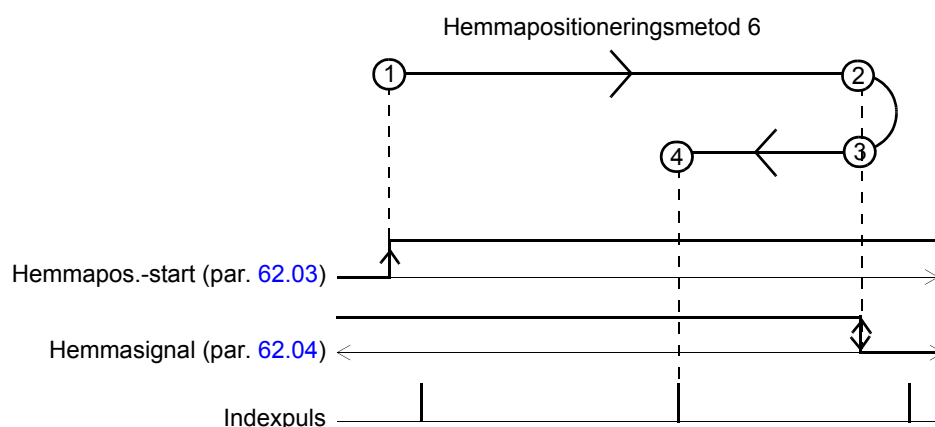 Hemmapositioneringsmetod 6
1
2
4
3
Hemmapos.-start (par. 62.03)
Hemmasignal (par. 62.04)
Indexpuls